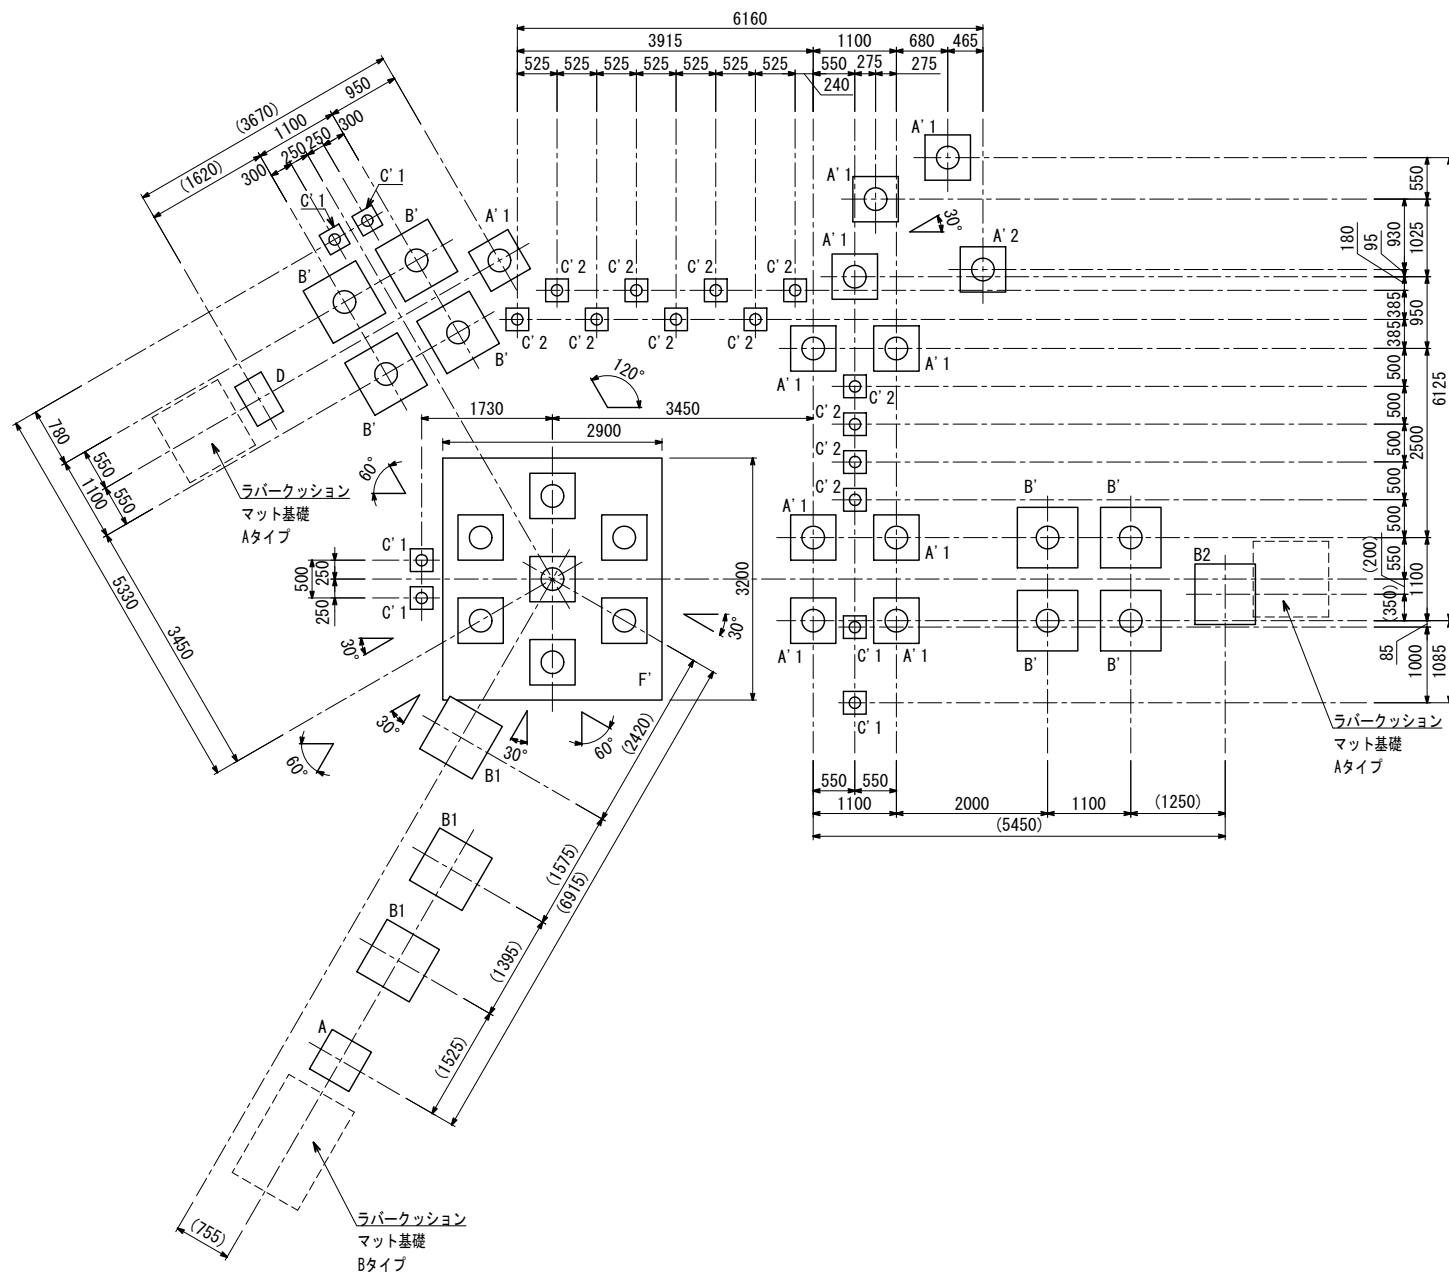 6160
3915
1100
680
465
525
525
525
525
525
525
525
550
275
275
240
(3670)
950
1100
(1620)
300
250
250
300
C'1
C'1
B'
A'1
B'
B'
B'
D
A'1
A'1
A'1
A'2
30°
C'2
C'2
C'2
C'2
C'2
C'2
C'2
C'2
A'1
A'1
550
930
1025
180
95
385
950
385
500
500
500
500
500
2500
6125
C'2
C'2
C'2
C'2
120°
1730
3450
2900
3200
780
550
1100
550
5330
3450
60°
ラバークッション
マット基礎
Aタイプ
C'1
C'1
500
250
250
30°
30°
F'
A'1
A'1
A'1
A'1
C'1
C'1
B'
B'
B'
B'
B2
(200)
550
1100
(350)
85
1000
1085
ラバークッション
マット基礎
Aタイプ
550
550
1100
2000
1100
(1250)
(5450)
30°
30°
60°
60°
B1
B1
B1
A
(2420)
(1575)
(6915)
(1395)
(1525)
(755)
ラバークッション
マット基礎
Bタイプ